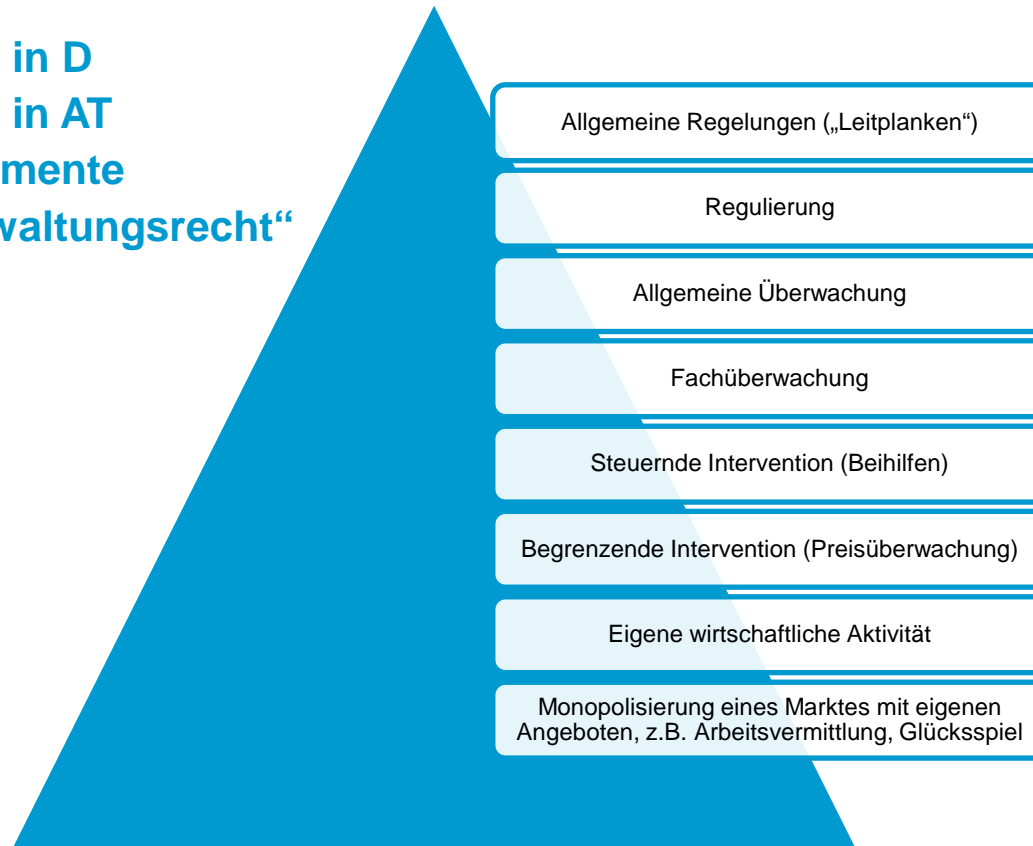 in D
in AT
mente
waltungsrecht“
Allgemeine Regelungen („Leitplanken“)
Regulierung
Allgemeine Überwachung
Fachüberwachung
Steuernde Intervention (Beihilfen)
Begrenzende Intervention (Preisüberwachung)
Eigene wirtschaftliche Aktivität
Monopolisierung eines Marktes mit eigenen
Angeboten, z.B. Arbeitsvermittlung, Glücksspiel